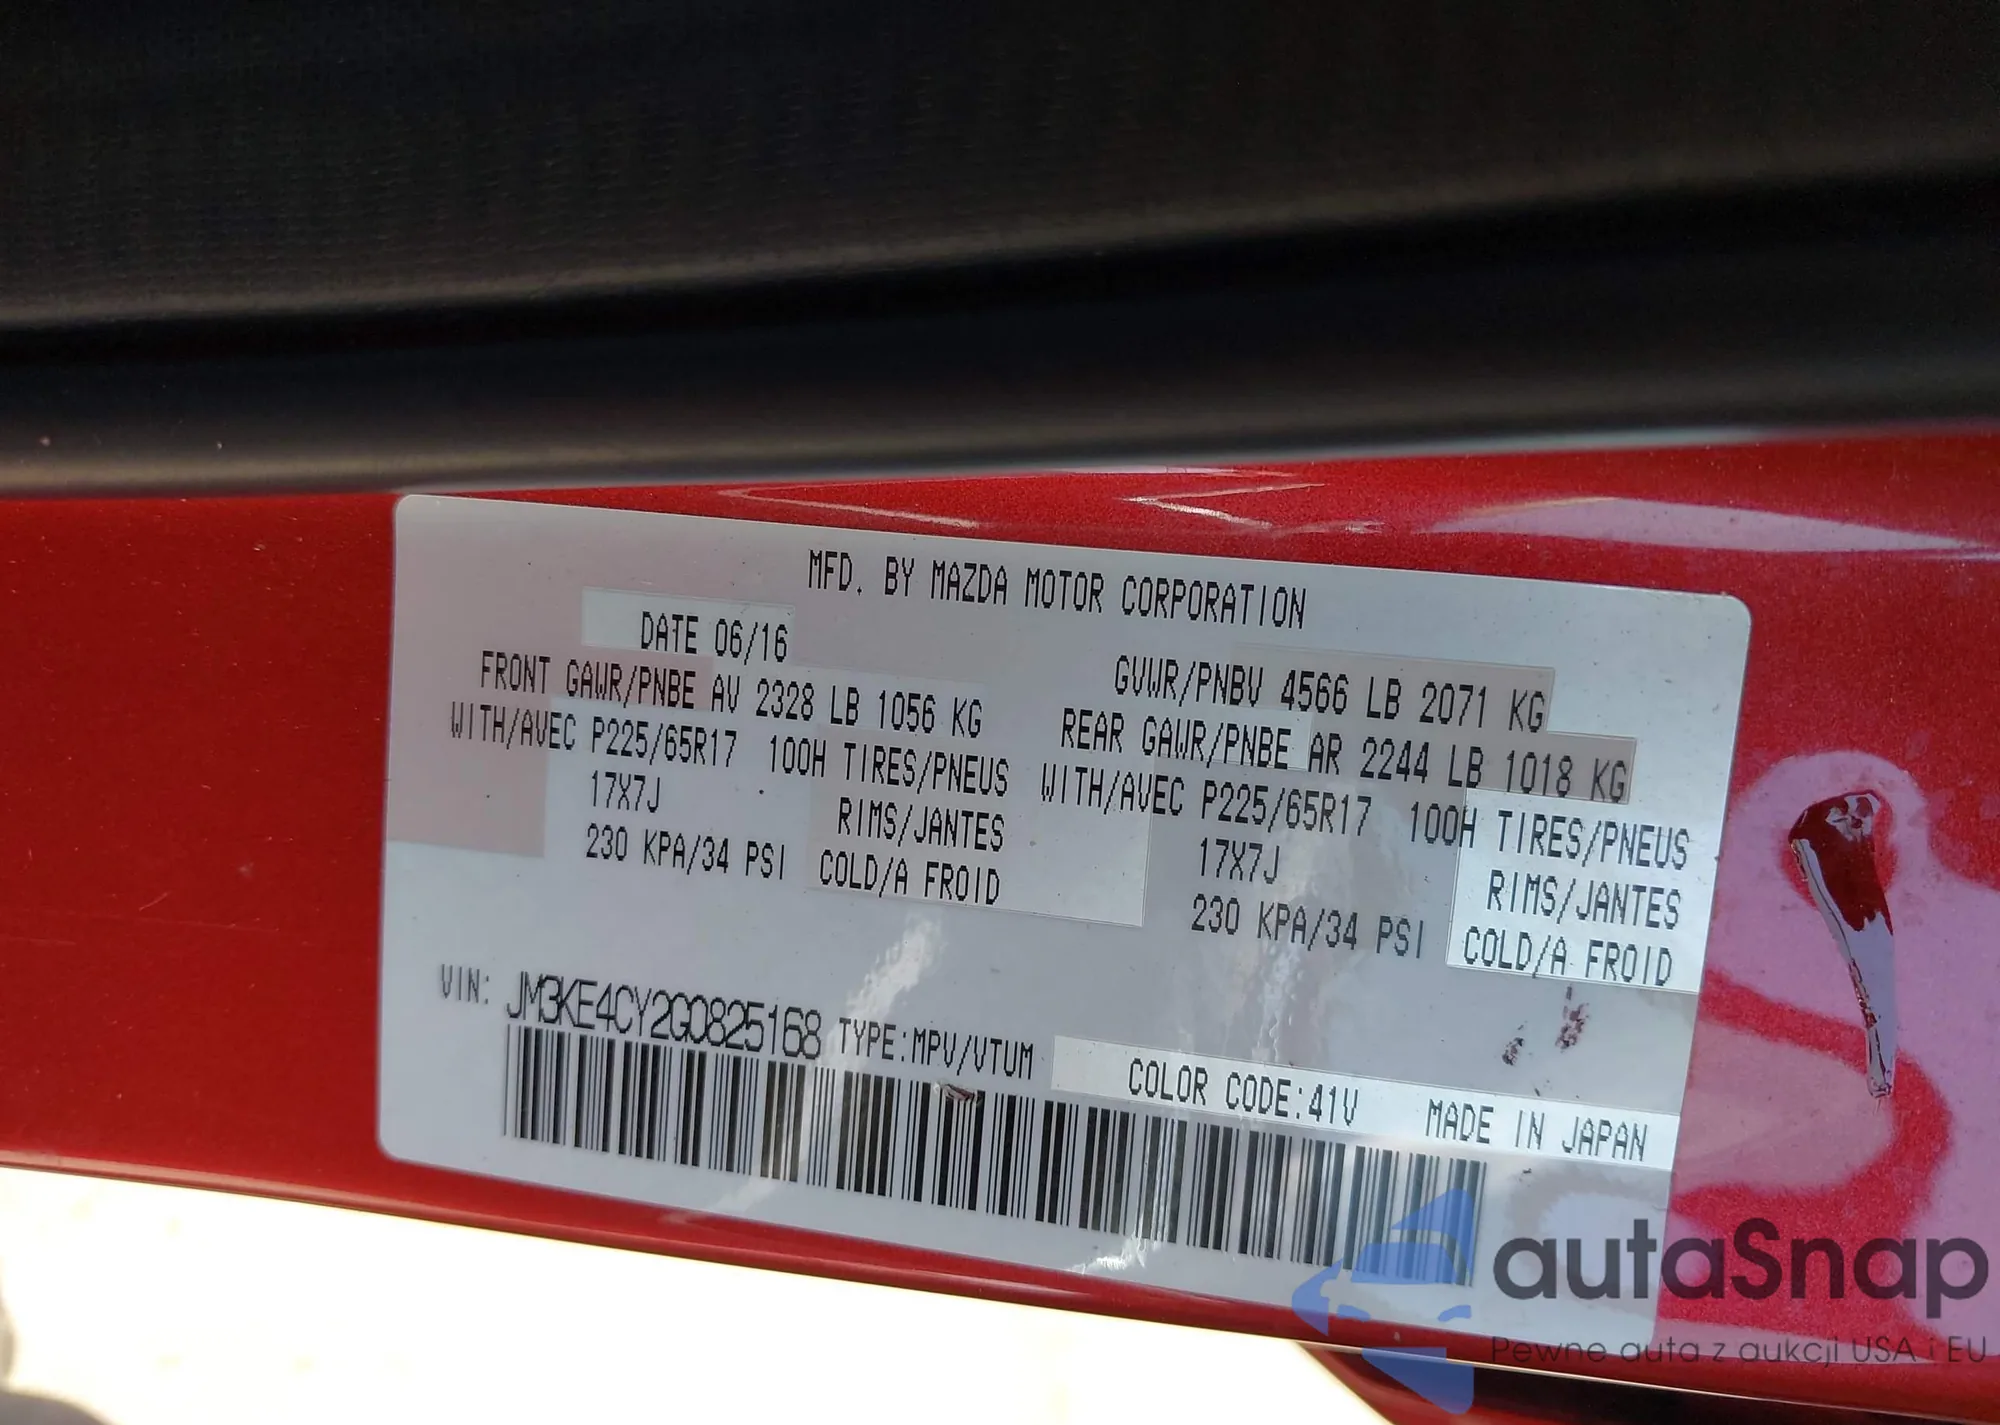 MFD. BY MAZDA MOTOR CORPORATION
DATE 06/16
GVWR/PNBV 4566 LB 2071 KG
FRONT GAWR/PNBE AV 2328 LB 1056 KG
WITH/AVEC P225/65R17 100H TIRES/PNEUS
17X7J RIMS/JANTES
230 KPA/34 PSI COLD/A FROID
REAR GAWR/PNBE AR 2244 LB 1018 KG
WITH/AVEC P225/65R17 100H TIRES/PNEUS
17X7J RIMS/JANTES
230 KPA/34 PSI COLD/A FROID
VIN: JM3KE4CY2G0825168 TYPE:MPV/VTUM
COLOR CODE:41V MADE IN JAPAN
autaSnap
Pewne auta z aukcji USA i EU